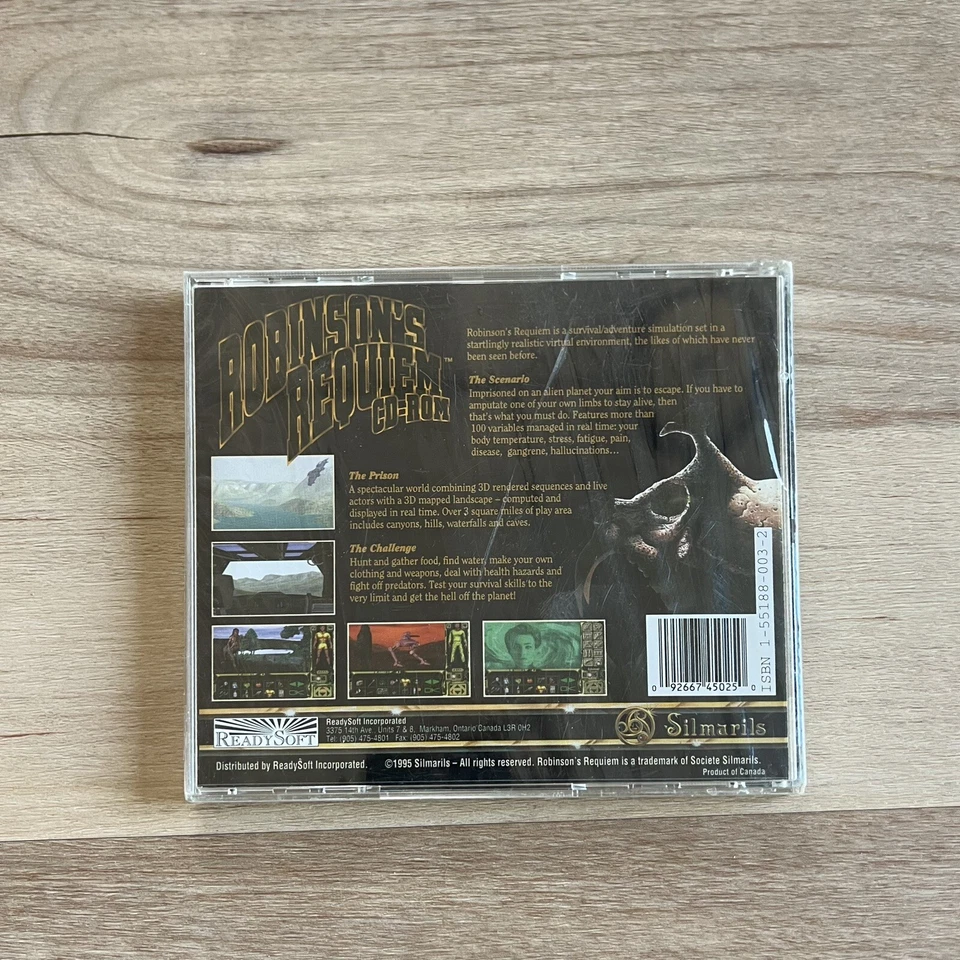 ROBINSON'S
REQUIEM™
CD-ROM
Robinson's Requiem is a survival/adventure simulation set in a
startlingly realistic virtual environment, the likes of which have never
been seen before.
The Scenario
Imprisoned on an alien planet your aim is to escape. If you have to
amputate one of your own limbs to stay alive, then
that's what you must do. Features more than
100 variables managed in real time: your
body temperature, stress, fatigue, pain,
disease, gangrene, hallucinations...
The Prison
A spectacular world combining 3D rendered sequences and live
actors with a 3D mapped landscape – computed and
displayed in real time. Over 3 square miles of play area
includes canyons, hills, waterfalls and caves.
The Challenge
Hunt and gather food, find water, make your own
clothing and weapons, deal with health hazards and
fight off predators. Test your survival skills to the
very limit and get the hell off the planet!
ISBN 1-55188-003-2
0 92667 45025 0
READYSOFT
ReadySoft Incorporated
3375 14th Ave., Units 7 & 8, Markham, Ontario Canada L3R 0H2
Tel: (905) 475-4801 Fax: (905) 475-4802
Silmarils
Distributed by ReadySoft Incorporated. ©1995 Silmarils – All rights reserved. Robinson's Requiem is a trademark of Societe Silmarils.
Product of Canada